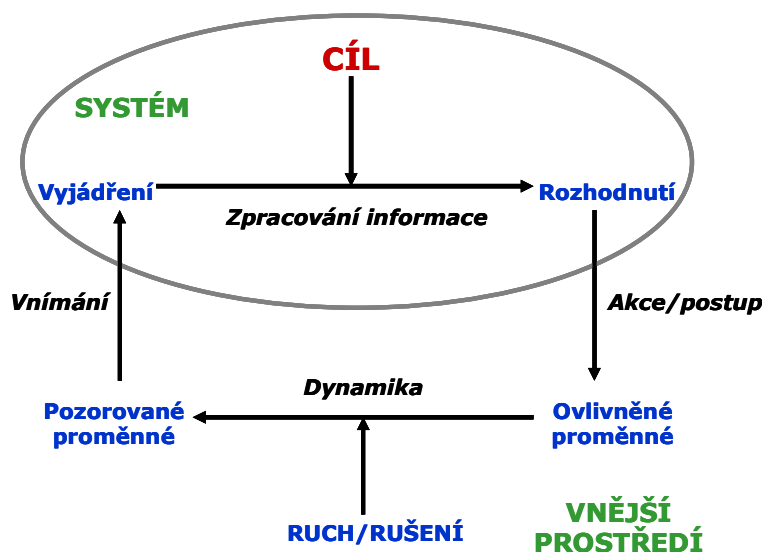 CÍL
SYSTÉM
Vyjádření
Rozhodnutí
Zpracování informace
Vnímání
Akce/postup
Dynamika
Pozorované
proměnné
Ovlivněné
proměnné
RUCH/RUŠENÍ
VNĚJŠÍ
PROSTŘEDÍ